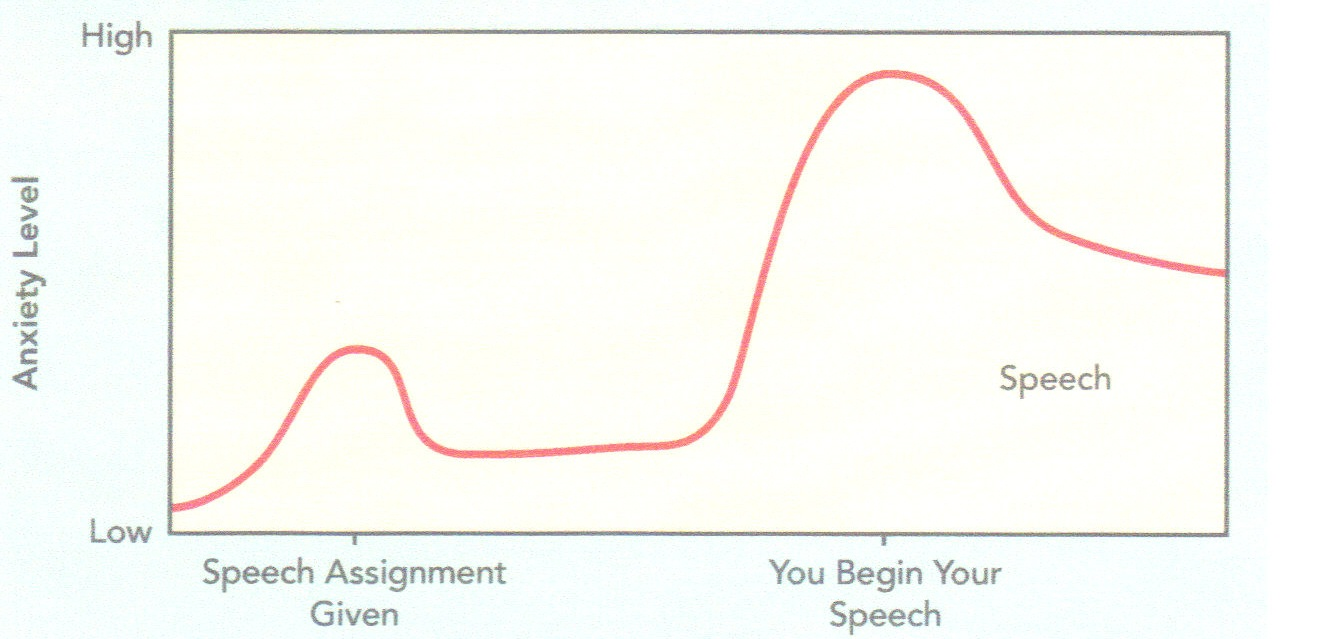 High
Anxiety Level
Speech
Low
Speech Assignment
Given
You Begin Your
Speech